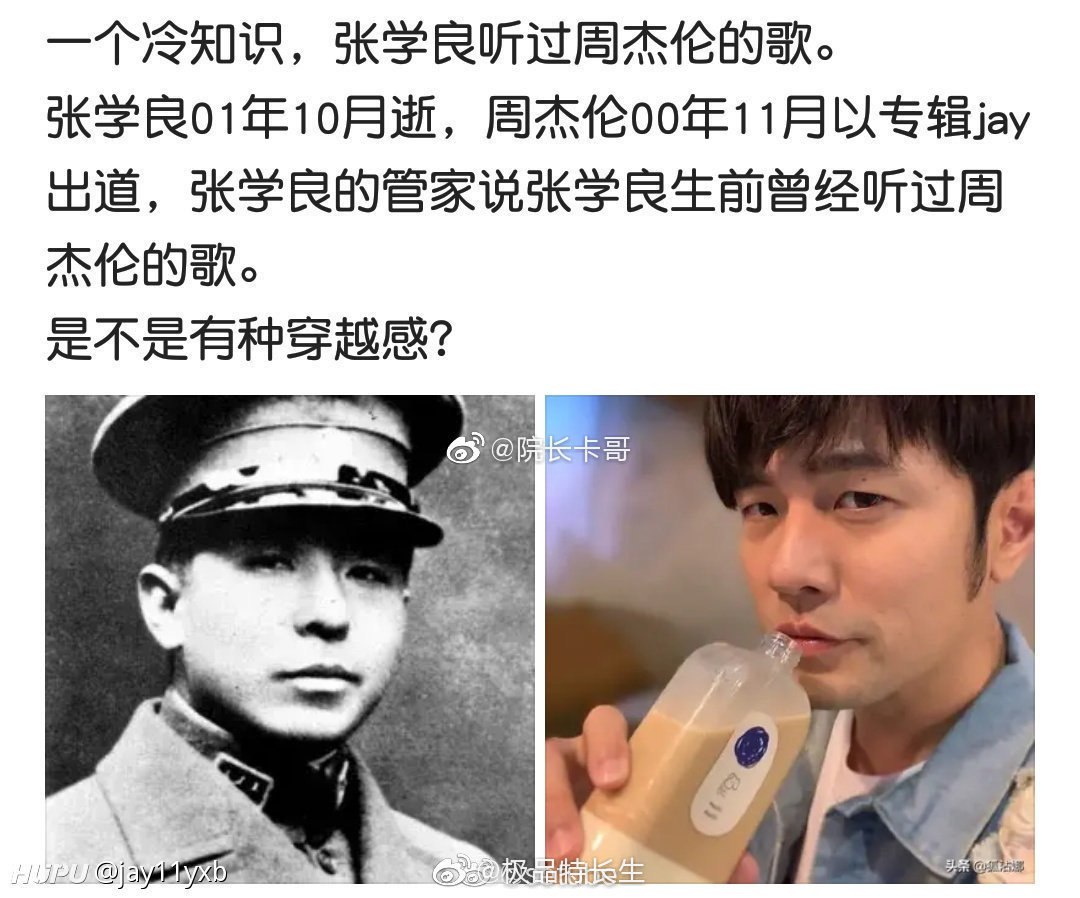 一个冷知识，张学良听过周杰伦的歌。
张学良01年10月逝，周杰伦00年11月以专辑jay
出道，张学良的管家说张学良生前曾经听过周
杰伦的歌。
是不是有种穿越感？
@院长卡哥
HUPU @jay11yxb
@极品特长生
头条 @狐沾娜